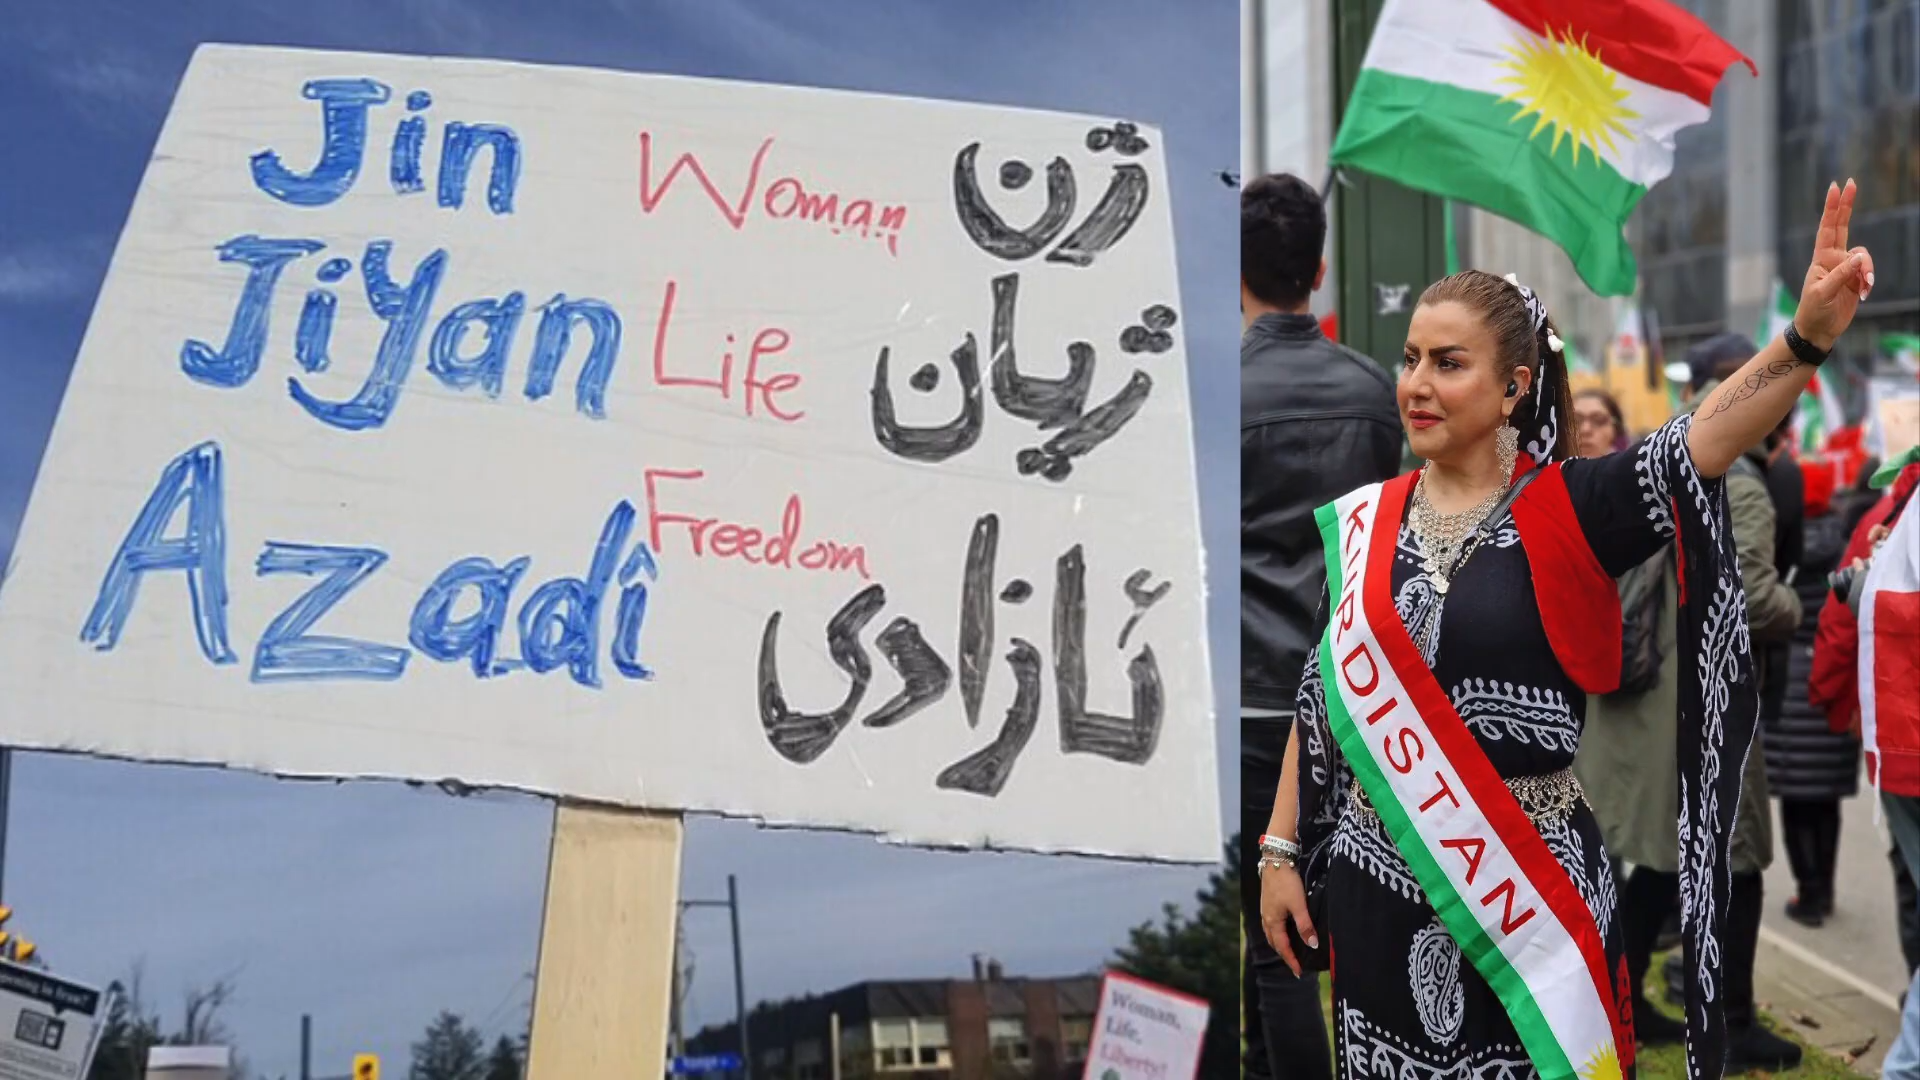 Jin Woman ژن
Jiyan Life ژیان
Azadî Freedom ئازادی
Woman,
Life,
Liberty!
KURDISTAN